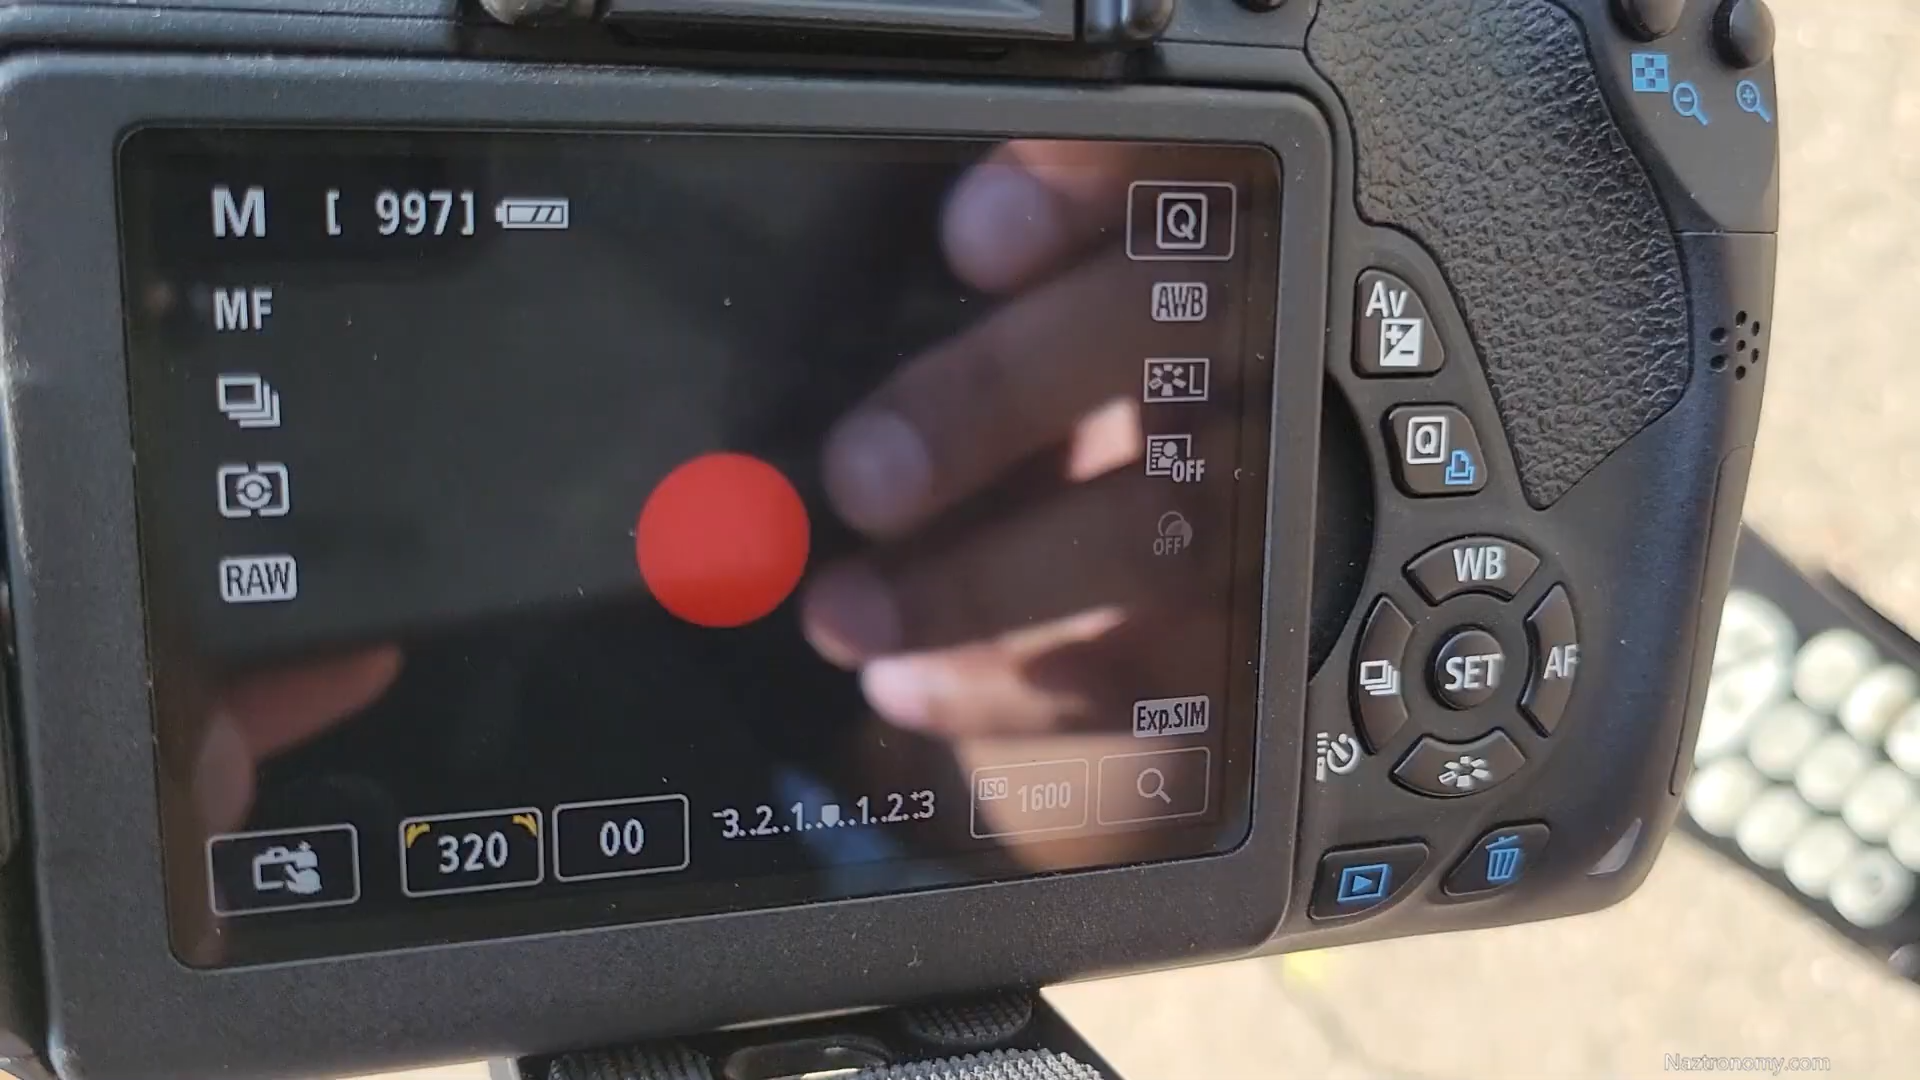 M [ 997]
Q
MF
AWB
L
OFF
RAW
OFF
Exp.SIM
320 00 -3..2..1..0..1..2..+3 ISO 1600
Av
Q
WB
SET AF
Naztronomy.com